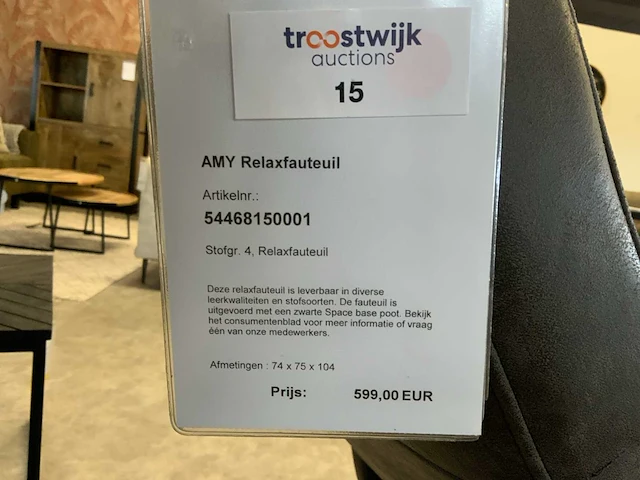 troostwijk
auctions
15
AMY Relaxfauteuil
Artikelnr.:
54468150001
Stofgr. 4, Relaxfauteuil
Deze relaxfauteuil is leverbaar in diverse
leerkwaliteiten en stofsoorten. De fauteuil is
uitgevoerd met een zwarte Space base poot. Bekijk
het consumentenblad voor meer informatie of vraag
één van onze medewerkers.
Afmetingen : 74 x 75 x 104
Prijs: 599,00 EUR